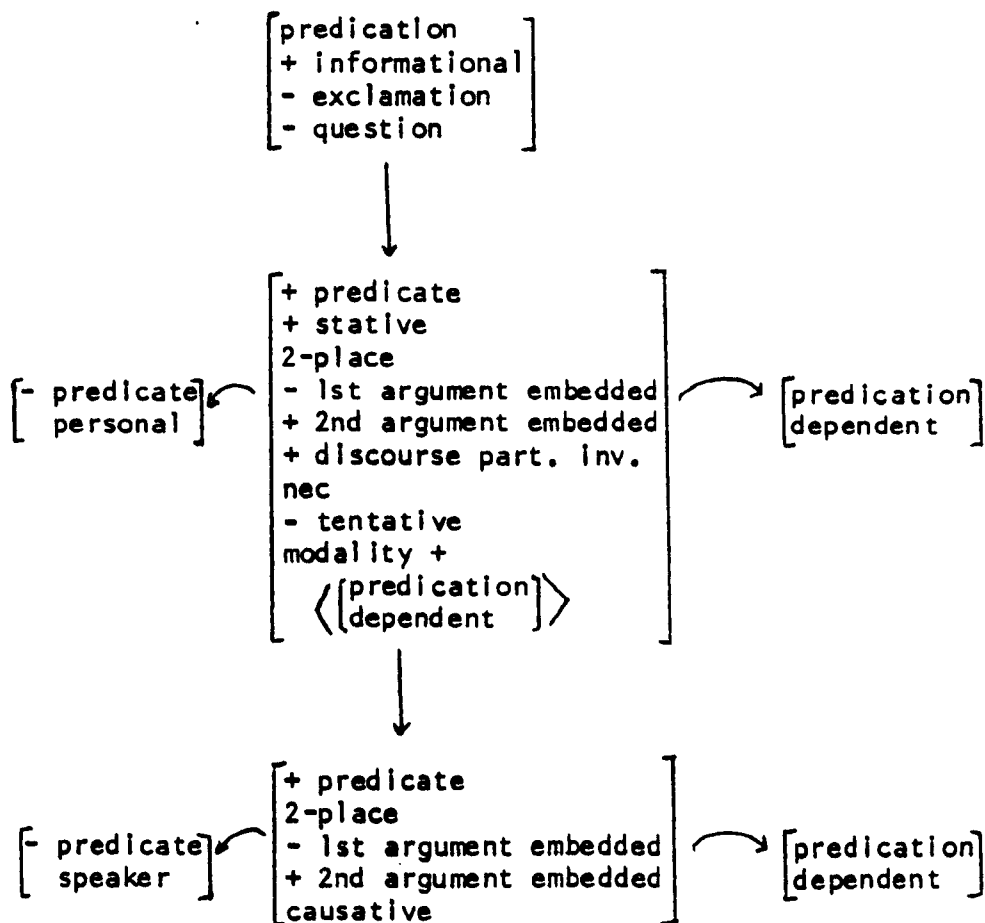 predication
+ informational
- exclamation
- question
+ predicate
+ stative
2-place
- 1st argument embedded
+ 2nd argument embedded
+ discourse part. inv.
nec
- tentative
modality +
predication
dependent
- predicate
personal
predication
dependent
+ predicate
2-place
- 1st argument embedded
+ 2nd argument embedded
causative
- predicate
speaker
predication
dependent